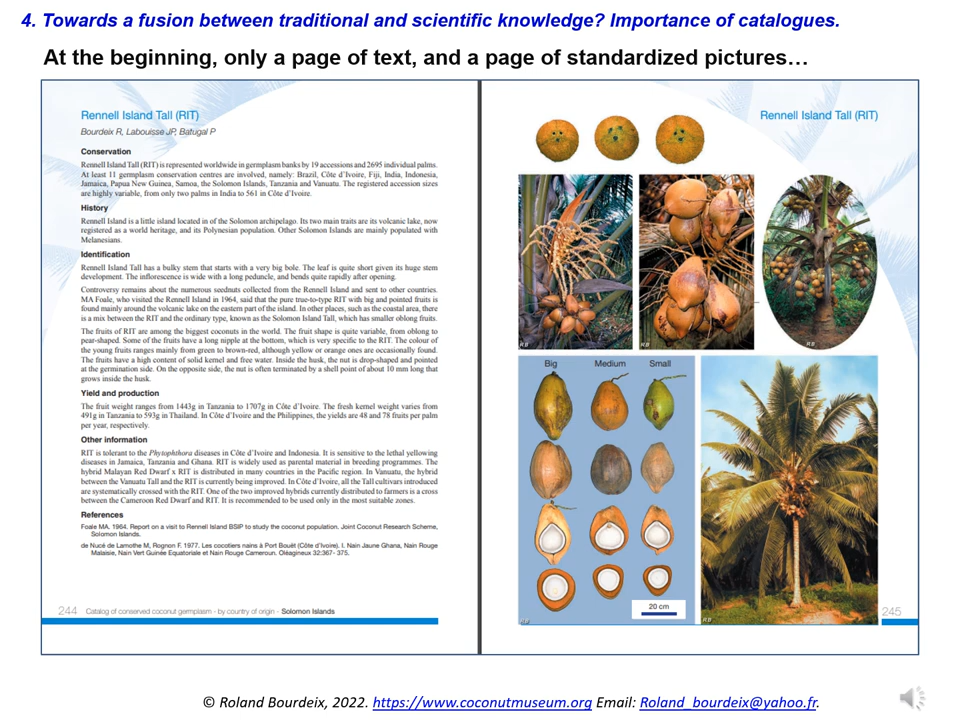 4. Towards a fusion between traditional and scientific knowledge? Importance of catalogues.
At the beginning, only a page of text, and a page of standardized pictures…
Rennell Island Tall (RIT)
Bourdeix R, Labouisse JP, Batugal P
Conservation
Rennell Island Tall (RIT) is represented worldwide in germplasm banks by 19 accessions and 2695 individual palms.
At least 11 germplasm conservation centres are involved, namely: Brazil, Côte d'Ivoire, Fiji, India, Indonesia,
Jamaica, Papua New Guinea, Samoa, the Solomon Islands, Tanzania and Vanuatu. The registered accession sizes
are highly variable, from only two palms in India to 561 in Côte d'Ivoire.
History
Rennell Island is a little island located in of the Solomon archipelago. Its two main traits are its volcanic lake, now
registered as a world heritage, and its Polynesian population. Other Solomon Islands are mainly populated with
Melanesians.
Identification
Rennell Island Tall has a bulky stem that starts with a very big bole. The leaf is quite short given its huge stem
development. The inflorescence is wide with a long peduncle, and bends quite rapidly after opening.
Controversy remains about the numerous seednuts collected from the Rennell Island and sent to other countries.
MA Foale, who visited the Rennell Island in 1964, said that the pure true-to-type RIT with big and pointed fruits is
found mainly around the volcanic lake on the eastern part of the island. In other places, such as the coastal area, there
is a mix between the RIT and the ordinary type, known as the Solomon Island Tall, which has smaller oblong fruits.
The fruits of RIT are among the biggest coconuts in the world. The fruit shape is quite variable, from oblong to
pear-shaped. Some of the fruits have a long nipple at the bottom, which is very specific to the RIT. The colour of
the young fruits ranges mainly from green to brown-red, although yellow or orange ones are occasionally found.
The fruits have a high content of solid kernel and free water. Inside the husk, the nut is drop-shaped and pointed
at the germination side. On the opposite side, the nut is often terminated by a shell point of about 10 mm long that
grows inside the husk.
Yield and production
The fruit weight ranges from 1443g in Tanzania to 1707g in Côte d'Ivoire. The fresh kernel weight varies from
491g in Tanzania to 593g in Thailand. In Côte d'Ivoire and the Philippines, the yields are 48 and 78 fruits per palm
per year, respectively.
Other information
RIT is tolerant to the Phytophthora diseases in Côte d'Ivoire and Indonesia. It is sensitive to the lethal yellowing
diseases in Jamaica, Tanzania and Ghana. RIT is widely used as parental material in breeding programmes. The
hybrid Malayan Red Dwarf x RIT is distributed in many countries in the Pacific region. In Vanuatu, the hybrid
between the Vanuatu Tall and the RIT is currently being improved. In Côte d'Ivoire, all the Tall cultivars introduced
are systematically crossed with the RIT. One of the two improved hybrids currently distributed to farmers is a cross
between the Cameroon Red Dwarf and RIT. It is recommended to be used only in the most suitable zones.
References
Foale MA. 1964. Report on a visit to Rennell Island BSIP to study the coconut population. Joint Coconut Research Scheme,
Solomon Islands.
de Nucé de Lamothe M, Rognon F. 1977. Les cocotiers nains à Port Bouët (Côte d'Ivoire). I. Nain Jaune Ghana, Nain Rouge
Malaisie, Nain Vert Guinée Equatoriale et Nain Rouge Cameroun. Oléagineux 32:367- 375.
244 Catalog of conserved coconut germplasm - by country of origin - Solomon Islands
Rennell Island Tall (RIT)
RB
RB
RB
Big Medium Small
20 cm
RB
RB
245
© Roland Bourdeix, 2022. https://www.coconutmuseum.org Email: Roland_bourdeix@yahoo.fr.